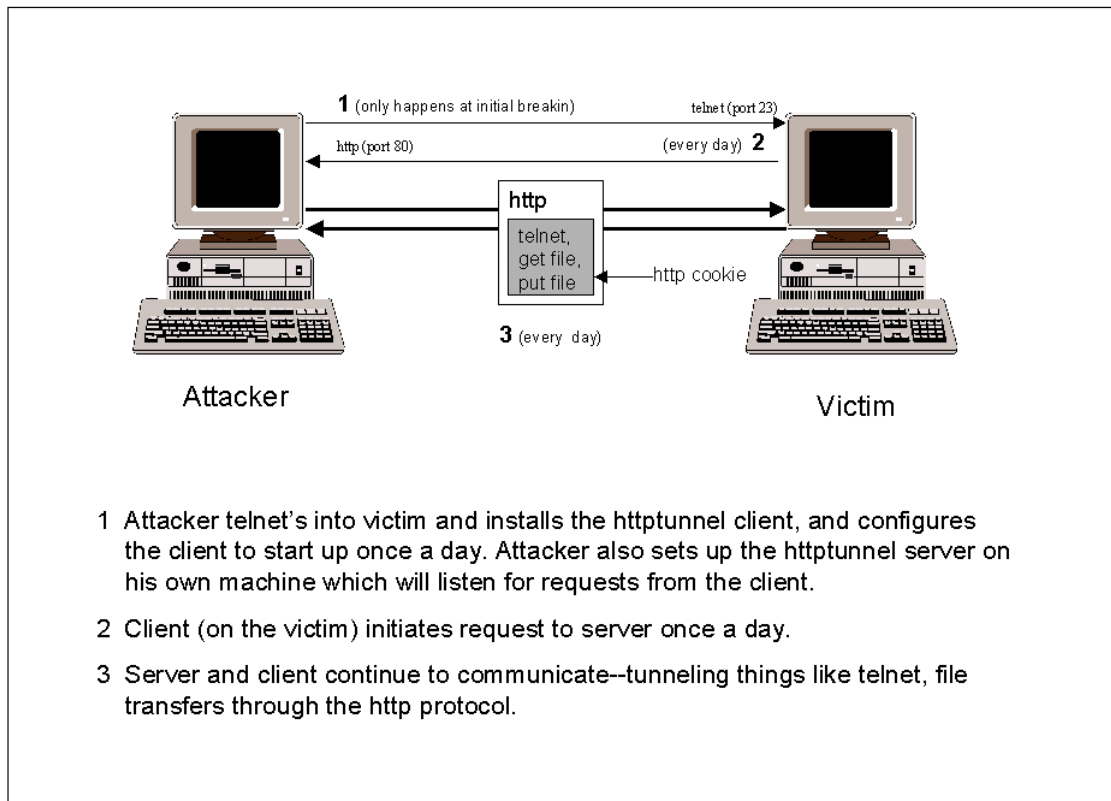 1 (only happens at initial breakin)
telnet (port 23)
http (port 80)
(every day) 2
http
telnet,
get file,
put file
http cookie
3 (every day)
Attacker
Victim
1 Attacker telnet's into victim and installs the httptunnel client, and configures
the client to start up once a day. Attacker also sets up the httptunnel server on
his own machine which will listen for requests from the client.
2 Client (on the victim) initiates request to server once a day.
3 Server and client continue to communicate--tunneling things like telnet, file
transfers through the http protocol.